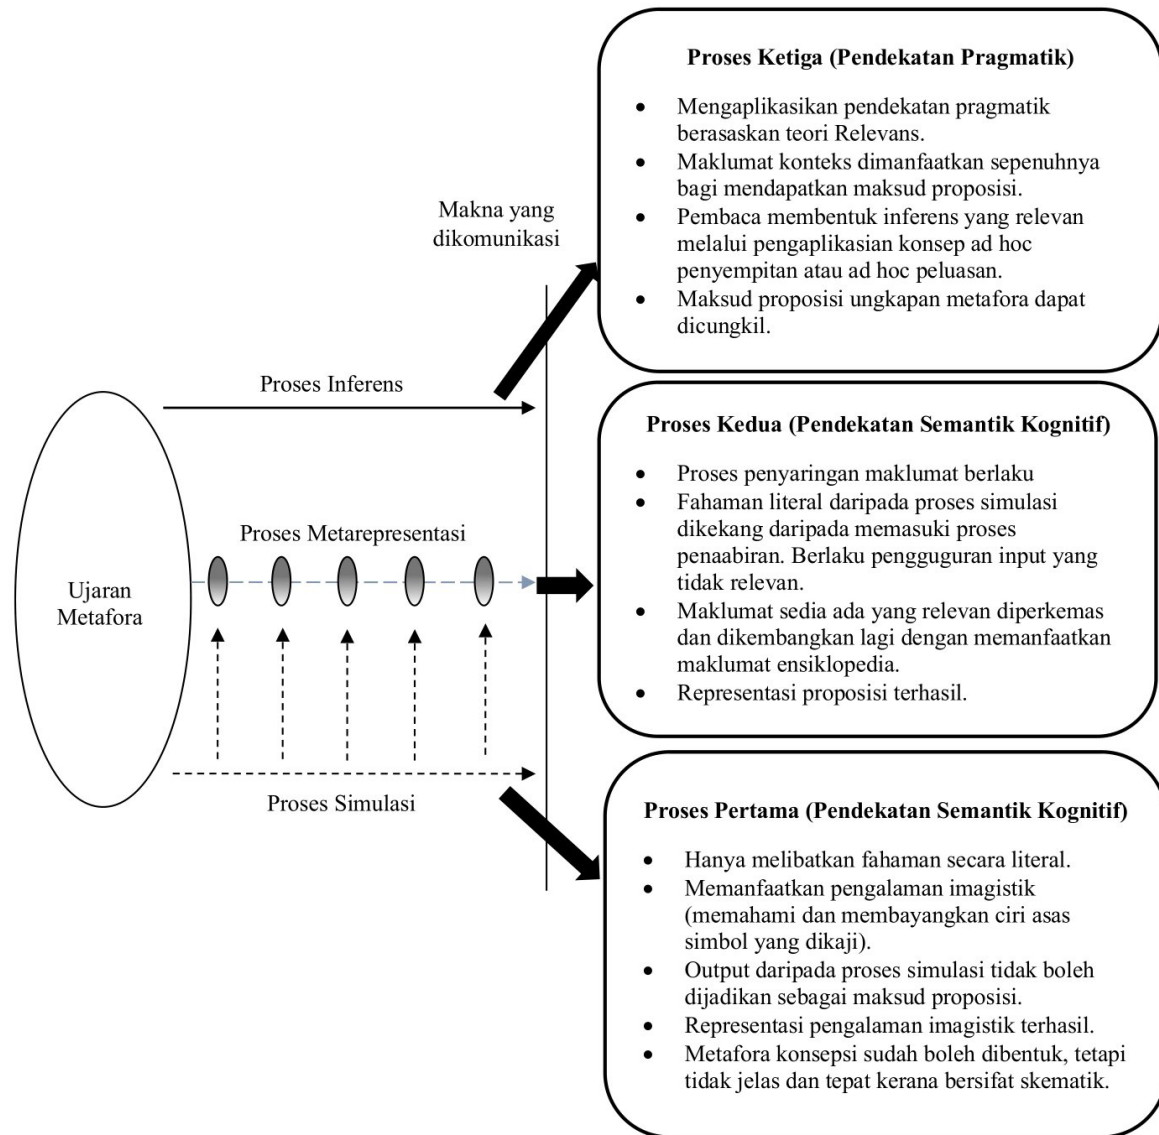 Proses Ketiga (Pendekatan Pragmatik)
• Mengaplikasikan pendekatan pragmatik
berasaskan teori Relevans.
• Maklumat konteks dimanfaatkan sepenuhnya
bagi mendapatkan maksud proposisi.
• Pembaca membentuk inferens yang relevan
melalui pengaplikasian konsep ad hoc
penyempitan atau ad hoc peluasan.
• Maksud proposisi ungkapan metafora dapat
dicungkil.
Makna yang
dikomunikasi
Proses Inferens
Proses Kedua (Pendekatan Semantik Kognitif)
• Proses penyaringan maklumat berlaku
• Fahaman literal daripada proses simulasi
dikekang daripada memasuki proses
penaabiran. Berlaku pengguguran input yang
tidak relevan.
• Maklumat sedia ada yang relevan diperkemas
dan dikembangkan lagi dengan memanfaatkan
maklumat ensiklopedia.
• Representasi proposisi terhasil.
Proses Metarepresentasi
Ujaran
Metafora
Proses Simulasi
Proses Pertama (Pendekatan Semantik Kognitif)
• Hanya melibatkan fahaman secara literal.
• Memanfaatkan pengalaman imagistik
(memahami dan membayangkan ciri asas
simbol yang dikaji).
• Output daripada proses simulasi tidak boleh
dijadikan sebagai maksud proposisi.
• Representasi pengalaman imagistik terhasil.
• Metafora konsepsi sudah boleh dibentuk, tetapi
tidak jelas dan tepat kerana bersifat skematik.